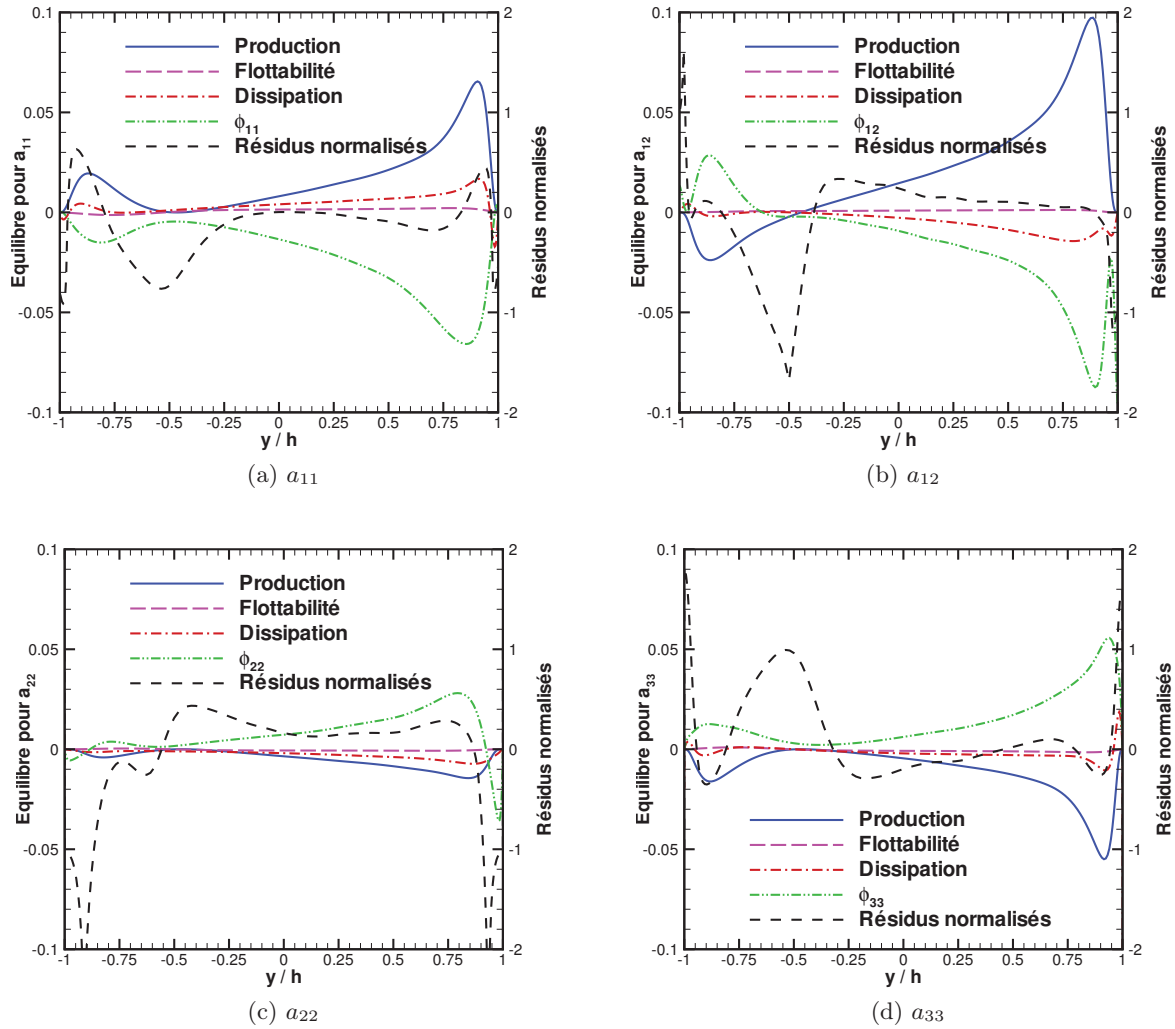 0.1
0.05
0
-0.05
-0.1
Equilibre pour a11
2
1
0
-1
-2
Résidus normalisés
Production
Flottabilité
Dissipation
ϕ11
Résidus normalisés
-1 -0.75 -0.5 -0.25 0 0.25 0.5 0.75 1
y / h
(a) a11
0.1
0.05
0
-0.05
-0.1
Equilibre pour a12
2
1
0
-1
-2
Résidus normalisés
Production
Flottabilité
Dissipation
ϕ12
Résidus normalisés
-1 -0.75 -0.5 -0.25 0 0.25 0.5 0.75 1
y / h
(b) a12
0.1
0.05
0
-0.05
-0.1
Equilibre pour a22
2
1
0
-1
-2
Résidus normalisés
Production
Flottabilité
Dissipation
ϕ22
Résidus normalisés
-1 -0.75 -0.5 -0.25 0 0.25 0.5 0.75 1
y / h
(c) a22
0.1
0.05
0
-0.05
-0.1
Equilibre pour a33
2
1
0
-1
-2
Résidus normalisés
Production
Flottabilité
Dissipation
ϕ33
Résidus normalisés
-1 -0.75 -0.5 -0.25 0 0.25 0.5 0.75 1
y / h
(d) a33